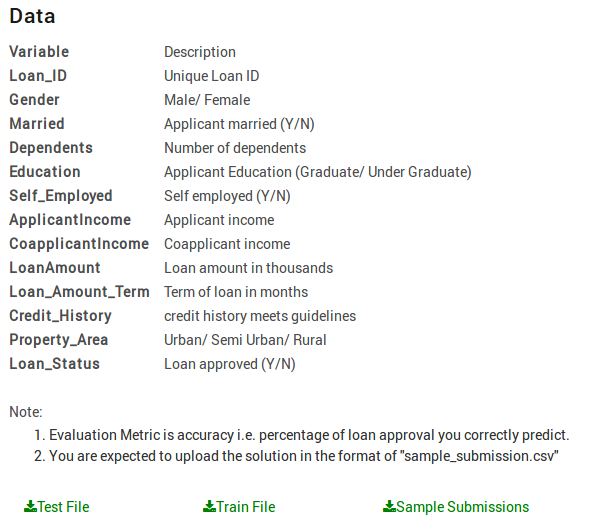 Data
Variable Description
Loan_ID Unique Loan ID
Gender Male/ Female
Married Applicant married (Y/N)
Dependents Number of dependents
Education Applicant Education (Graduate/ Under Graduate)
Self_Employed Self employed (Y/N)
ApplicantIncome Applicant income
CoapplicantIncome Coapplicant income
LoanAmount Loan amount in thousands
Loan_Amount_Term Term of loan in months
Credit_History credit history meets guidelines
Property_Area Urban/ Semi Urban/ Rural
Loan_Status Loan approved (Y/N)
Note:
1. Evaluation Metric is accuracy i.e. percentage of loan approval you correctly predict.
2. You are expected to upload the solution in the format of "sample_submission.csv"
Test File Train File Sample Submissions